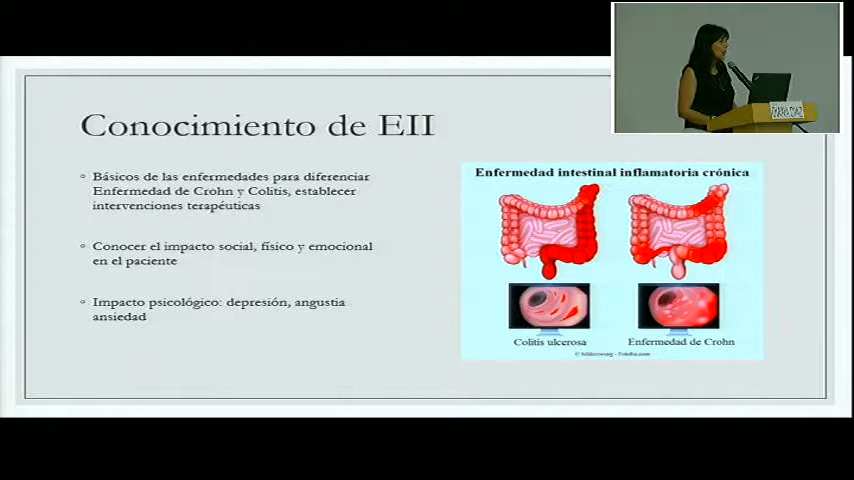 Conocimiento de EII
Básicos de las enfermedades para diferenciar
Enfermedad de Crohn y Colitis, establecer
intervenciones terapéuticas
Conocer el impacto social, físico y emocional
en el paciente
Impacto psicológico: depresión, angustia
ansiedad
Enfermedad intestinal inflamatoria crónica
Colitis ulcerosa
Enfermedad de Crohn
DIAZ